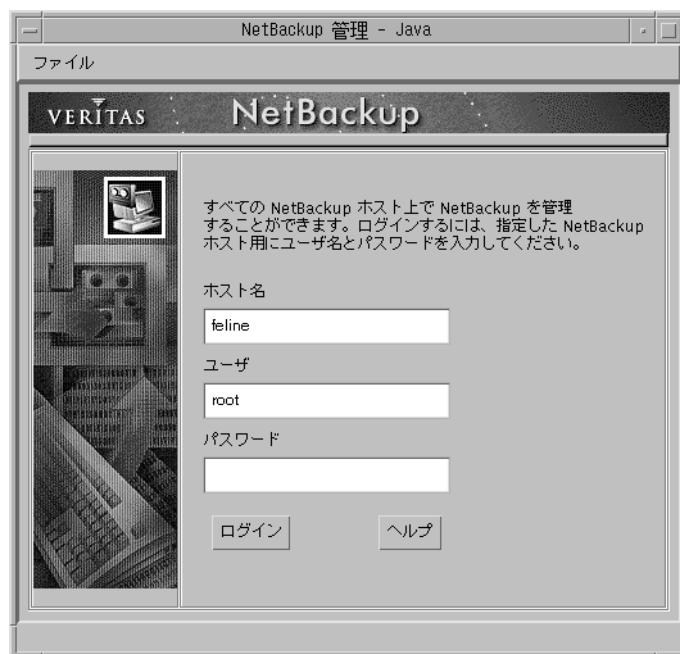 NetBackup 管理 - Java
ファイル
VERITAS NetBackup
すべての NetBackup ホスト上で NetBackup を管理
することができます。ログインするには、指定した NetBackup
ホスト用にユーザ名とパスワードを入力してください。
ホスト名
feline
ユーザ
root
パスワード
ログイン ヘルプ